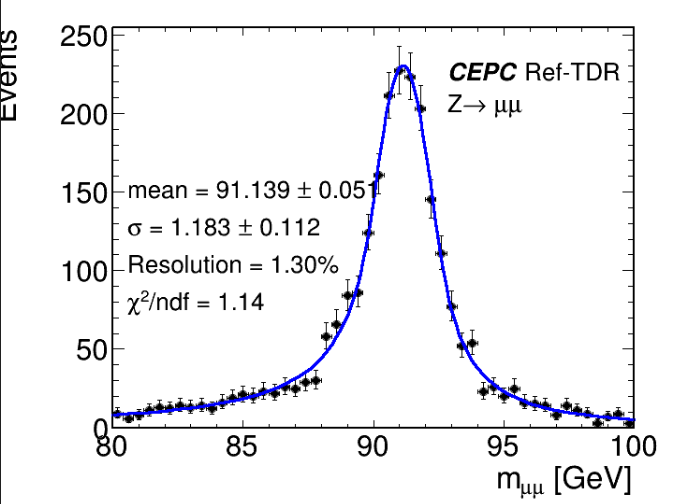 Events
250
200
150
100
50
0
CEPC Ref-TDR
Z→ μμ
mean = 91.139 ± 0.051
σ = 1.183 ± 0.112
Resolution = 1.30%
χ²/ndf = 1.14
80 85 90 95 100
m_μμ [GeV]